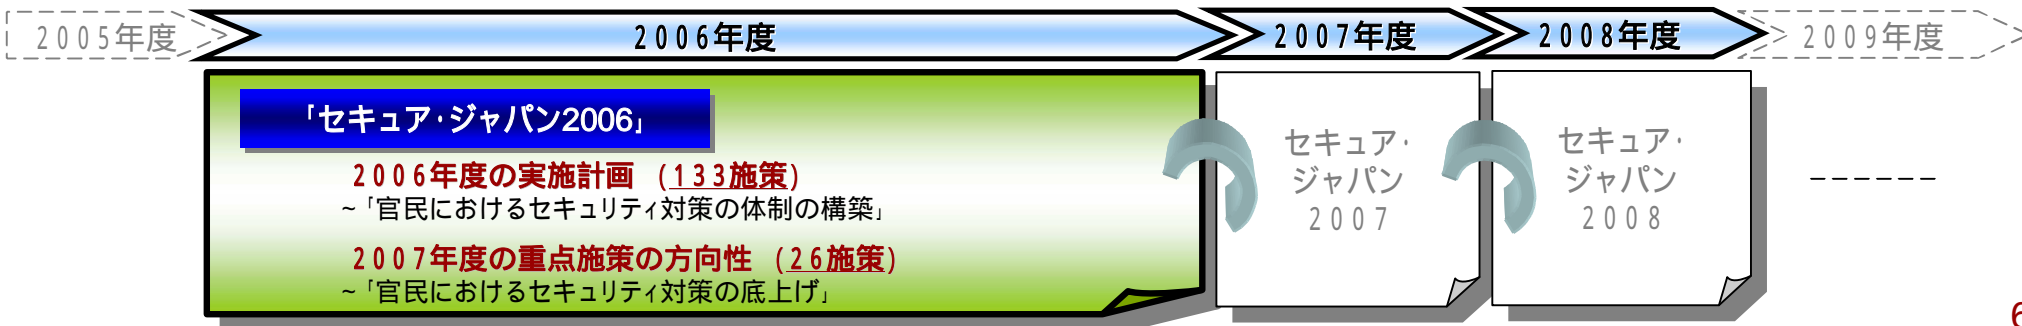 2005年度
2006年度
2007年度
2008年度
2009年度
「セキュア・ジャパン2006」
2006年度の実施計画 (133施策)
~「官民におけるセキュリティ対策の体制の構築」
2007年度の重点施策の方向性 (26施策)
~「官民におけるセキュリティ対策の底上げ」
セキュア・
ジャパン
2007
セキュア・
ジャパン
2008
------
6